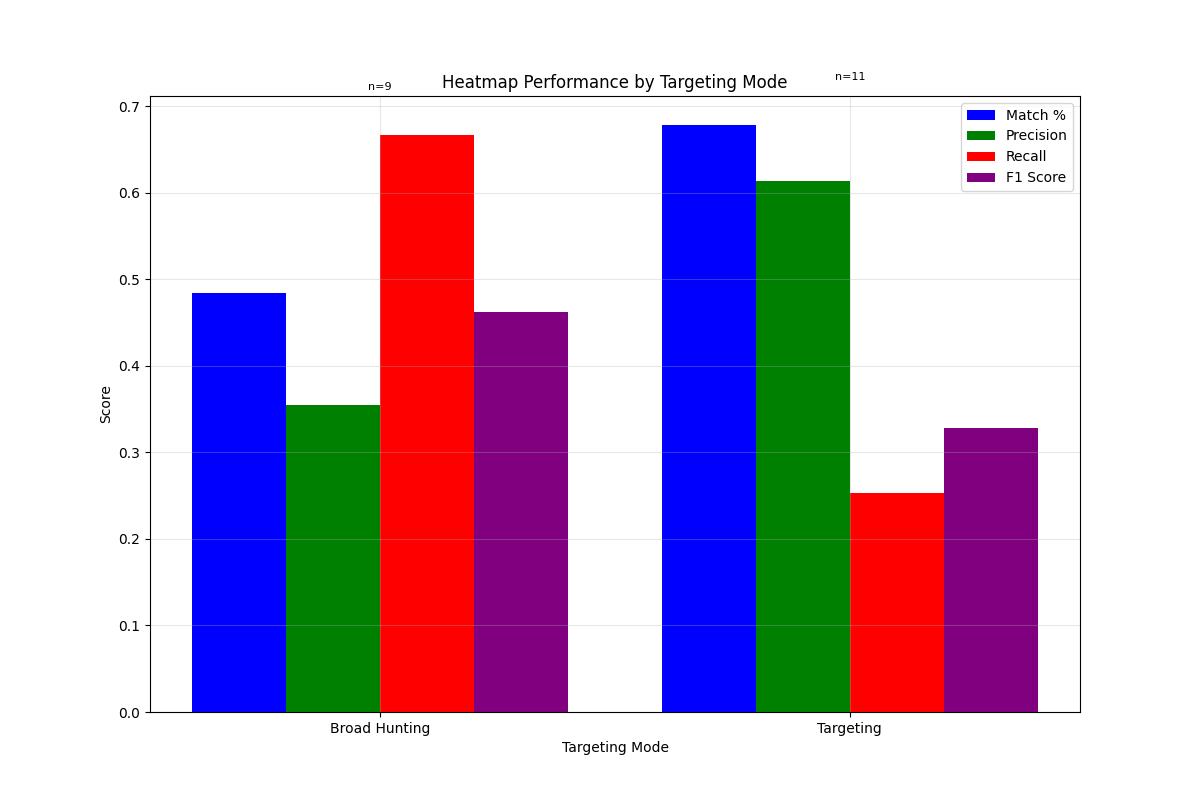 n=11
n=9
Heatmap Performance by Targeting Mode
0.7
0.6
0.5
0.4
0.3
0.2
0.1
0.0
Score
Match %
Precision
Recall
F1 Score
Broad Hunting
Targeting
Targeting Mode